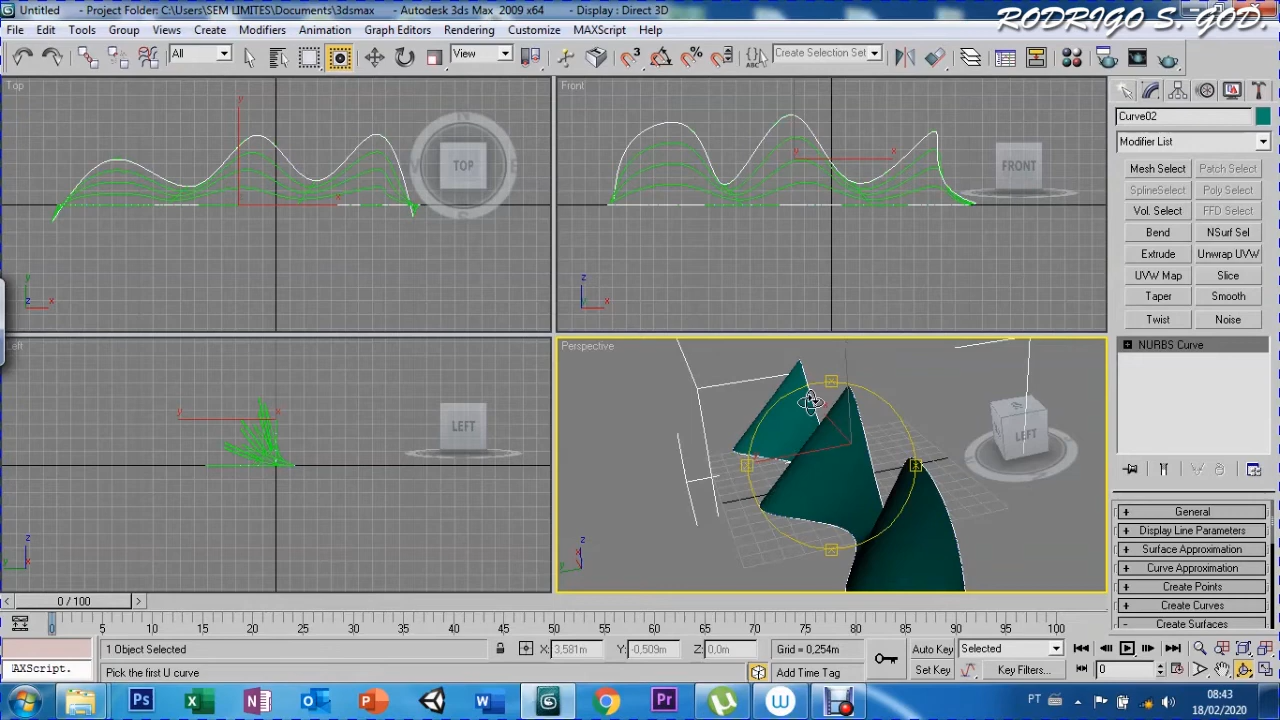 Untitled - Project Folder: C:\Users\SEM LIMITES\Documents\3dsmax - Autodesk 3ds Max 2009 x64 - Display : Direct 3D
RODRIGO S. GOD.
File Edit Tools Group Views Create Modifiers Animation Graph Editors Rendering Customize MAXScript Help
All
View
3
%
ABC
Create Selection Set
Top
TOP
y
x
y
z x
Front
FRONT
x
z
x
Curve02
Modifier List
Mesh Select Patch Select
SplineSelect Poly Select
Vol. Select FFD Select
Bend NSurf Sel
Extrude Unwrap UVW
UVW Map Slice
Taper Smooth
Twist Noise
NURBS Curve
LEFT
y x
z
Perspective
LEFT
z
General
Display Line Parameters
Surface Approximation
Curve Approximation
Create Points
Create Curves
Create Surfaces
0 / 100
0 5 10 15 20 25 30 35 40 45 50 55 60 65 70 75 80 85 90 95 100
1 Object Selected X: 3,581m Y: -0,509m Z: 0,0m Grid = 0,254m Auto Key Selected
AXScript. Pick the first U curve Add Time Tag Set Key Key Filters... 0
Ps X N O P W Pr µ W
PT 08:43
18/02/2020